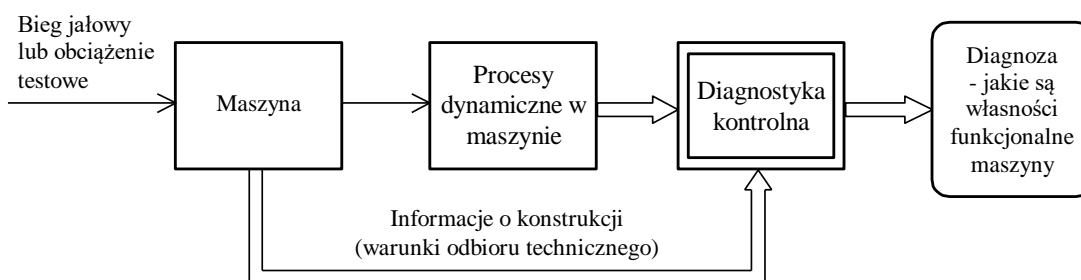 Bieg jałowy
lub obciążenie
testowe
Maszyna
Procesy
dynamiczne w
maszynie
Diagnostyka
kontrolna
Diagnoza
- jakie są
własności
funkcjonalne
maszyny
Informacje o konstrukcji
(warunki odbioru technicznego)